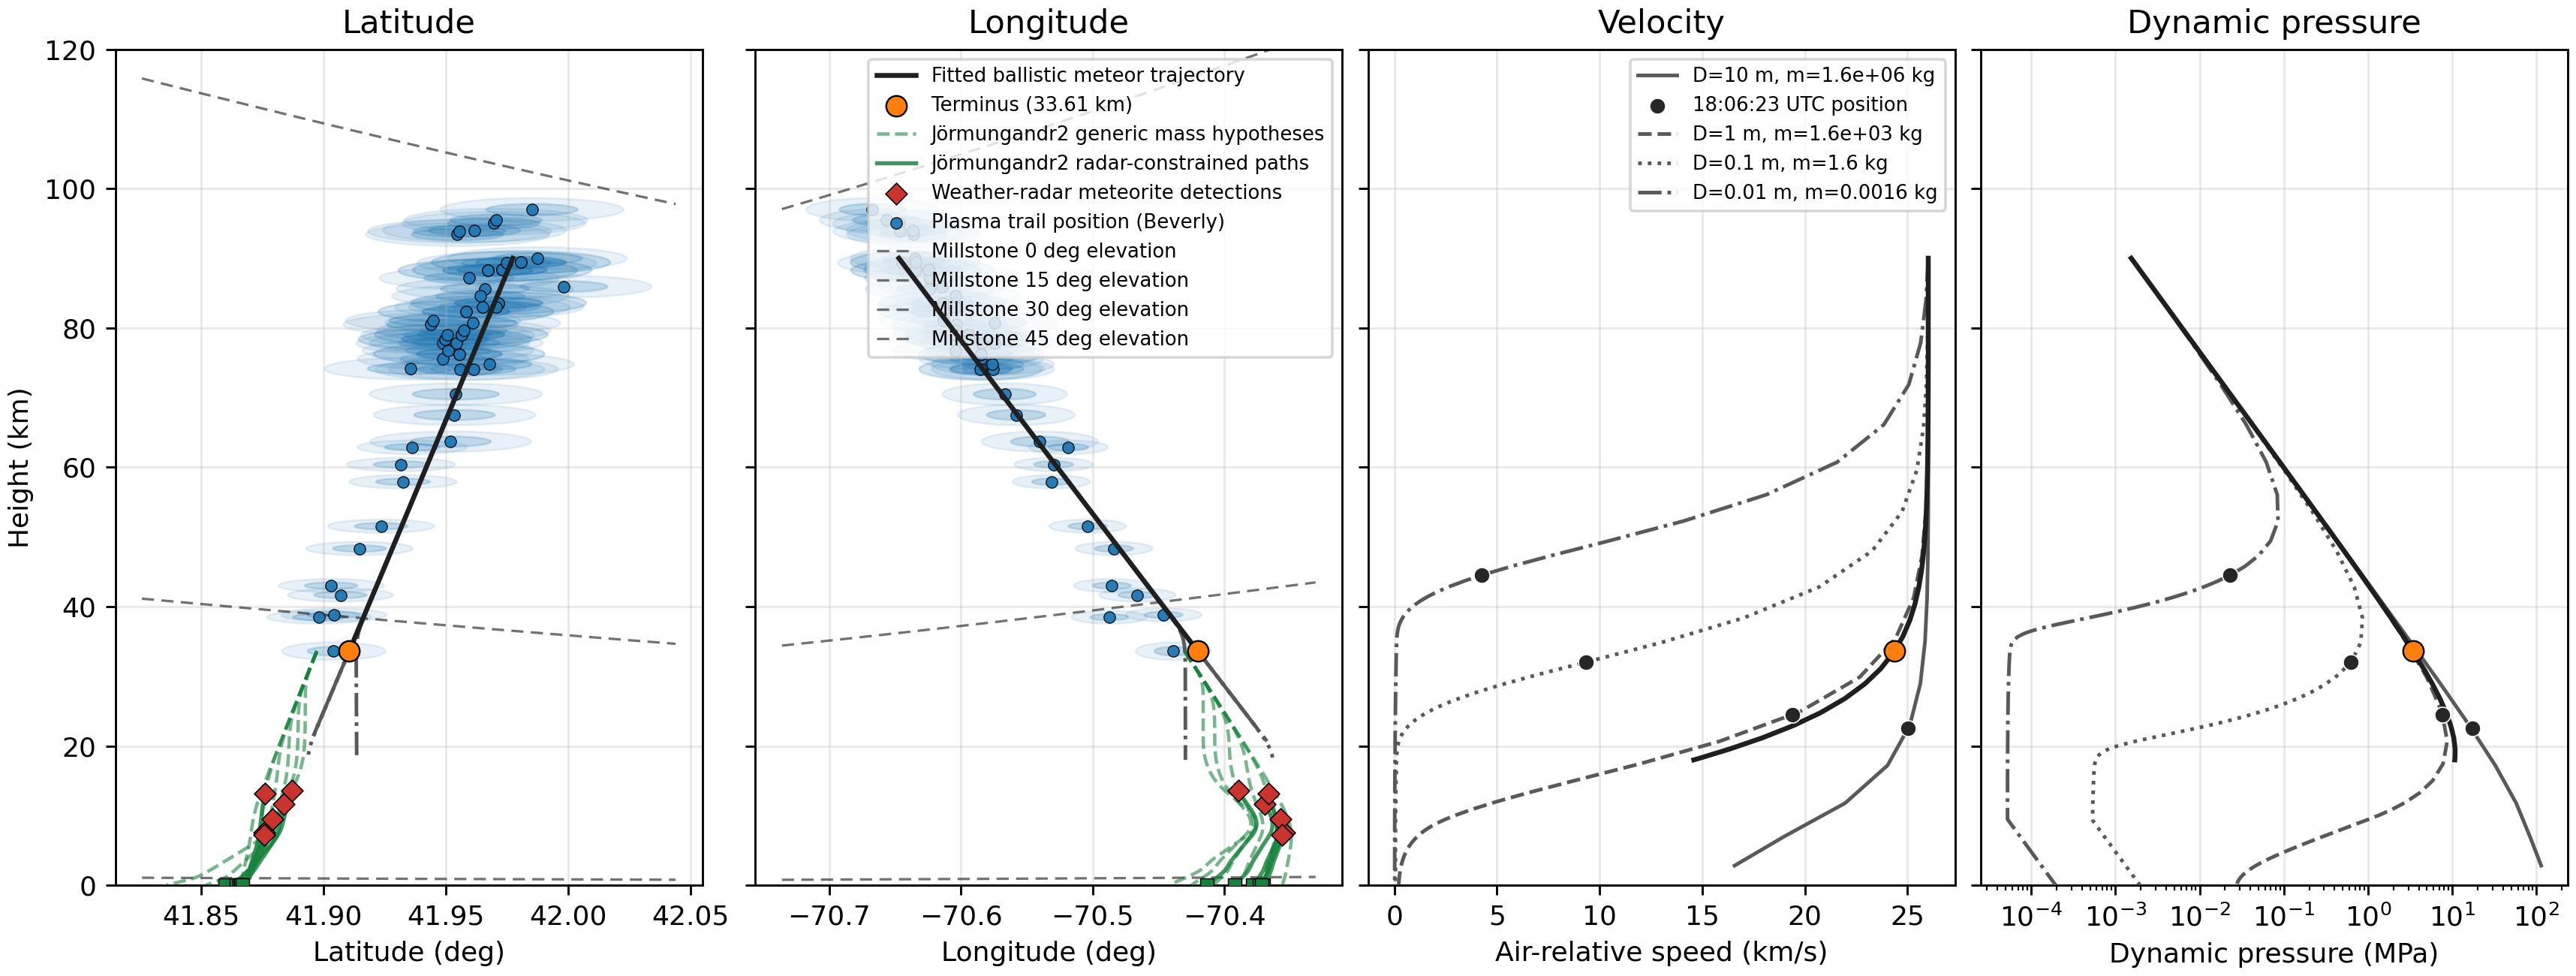 Latitude
Longitude
Velocity
Dynamic pressure
Height (km)
120
100
80
60
40
20
0
41.85 41.90 41.95 42.00 42.05
Latitude (deg)
Fitted ballistic meteor trajectory
Terminus (33.61 km)
Jörmungandr2 generic mass hypotheses
Jörmungandr2 radar-constrained paths
Weather-radar meteorite detections
Plasma trail position (Beverly)
Millstone 0 deg elevation
Millstone 15 deg elevation
Millstone 30 deg elevation
Millstone 45 deg elevation
−70.7 −70.6 −70.5 −70.4
Longitude (deg)
D=10 m, m=1.6e+06 kg
18:06:23 UTC position
D=1 m, m=1.6e+03 kg
D=0.1 m, m=1.6 kg
D=0.01 m, m=0.0016 kg
0 5 10 15 20 25
Air-relative speed (km/s)
10⁻⁴ 10⁻³ 10⁻² 10⁻¹ 10⁰ 10¹ 10²
Dynamic pressure (MPa)